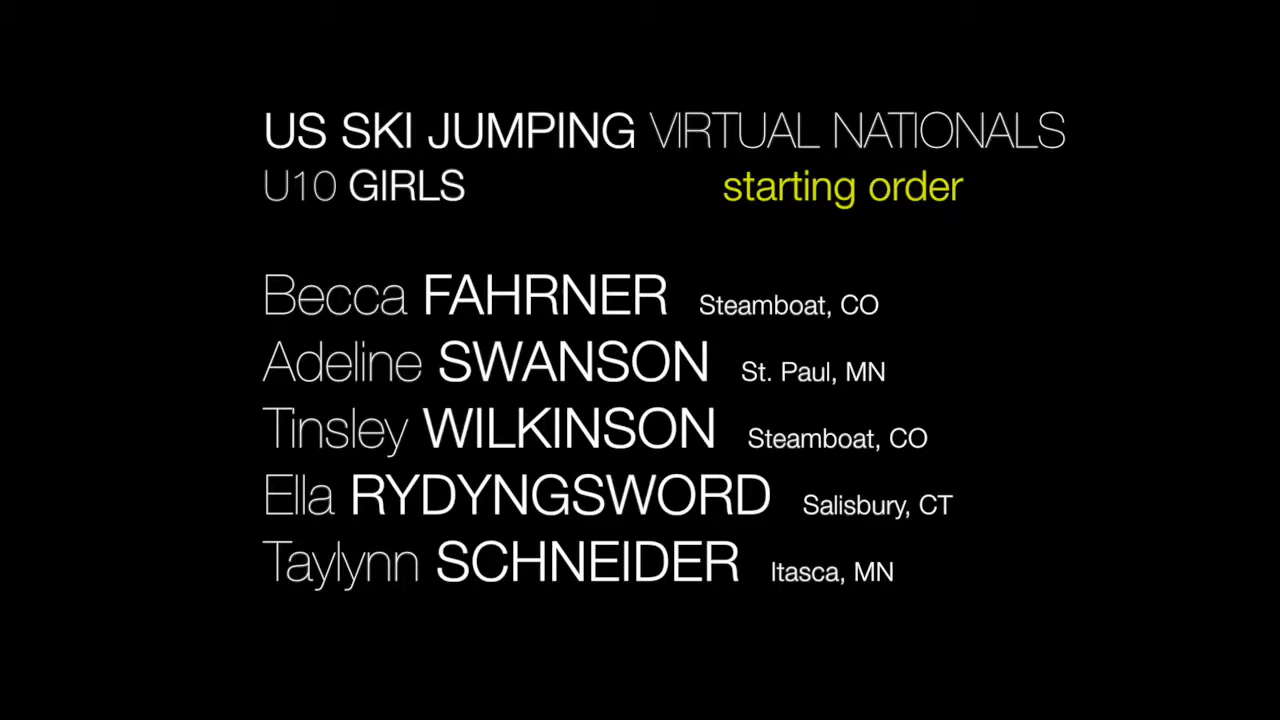 US SKI JUMPING VIRTUAL NATIONALS
U10 GIRLS starting order
Becca FAHRNER Steamboat, CO
Adeline SWANSON St. Paul, MN
Tinsley WILKINSON Steamboat, CO
Ella RYDYNGSWORD Salisbury, CT
Taylynn SCHNEIDER Itasca, MN